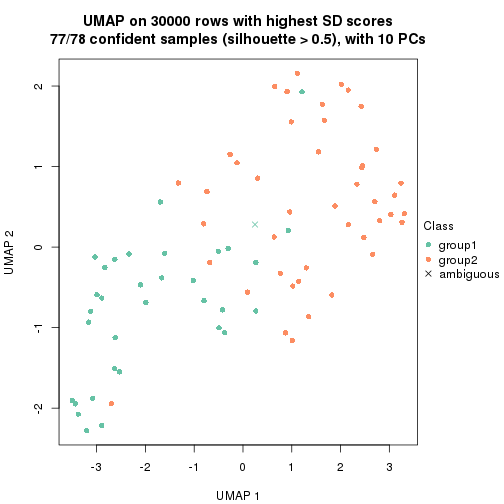 UMAP on 30000 rows with highest SD scores
77/78 confident samples (silhouette > 0.5), with 10 PCs
UMAP 2
2
1
0
-1
-2
-3
-2
-1
0
1
2
3
UMAP 1
Class
group1
group2
ambiguous